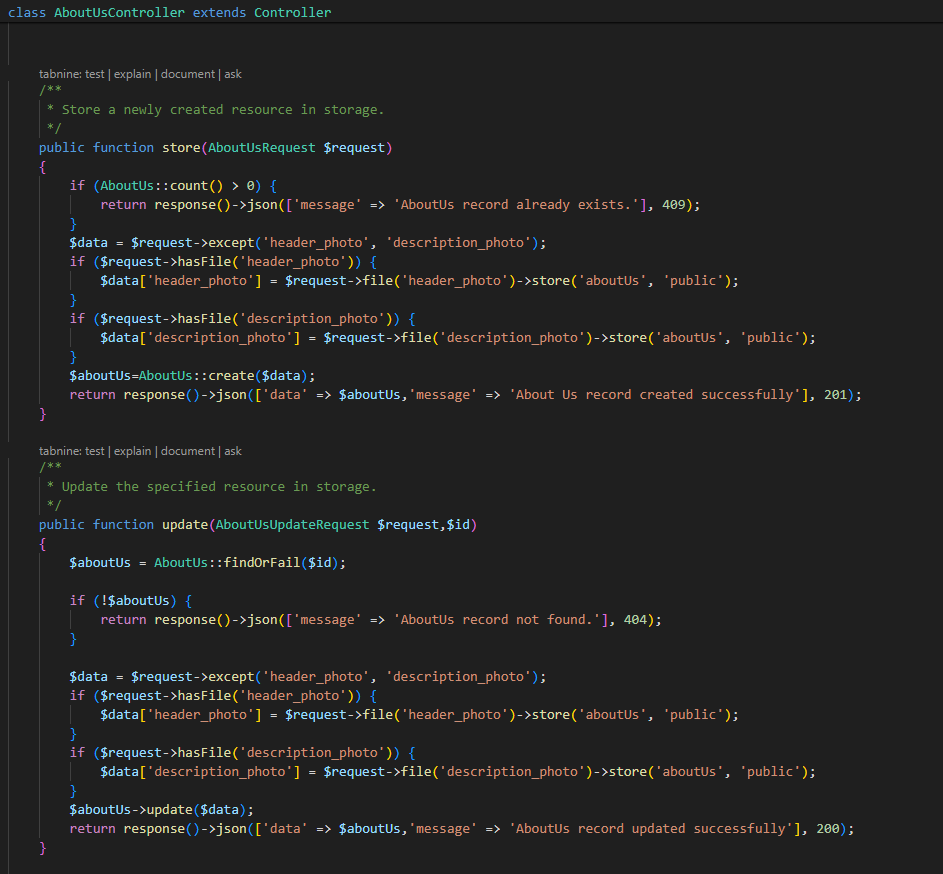 class AboutUsController extends Controller
tabnine: test | explain | document | ask
/**
 * Store a newly created resource in storage.
 */
public function store(AboutUsRequest $request)
{
    if (AboutUs::count() > 0) {
        return response()->json(['message' => 'AboutUs record already exists.'], 409);
    }
    $data = $request->except('header_photo', 'description_photo');
    if ($request->hasFile('header_photo')) {
        $data['header_photo'] = $request->file('header_photo')->store('aboutUs', 'public');
    }
    if ($request->hasFile('description_photo')) {
        $data['description_photo'] = $request->file('description_photo')->store('aboutUs', 'public');
    }
    $aboutUs=AboutUs::create($data);
    return response()->json(['data' => $aboutUs,'message' => 'About Us record created successfully'], 201);
}
tabnine: test | explain | document | ask
/**
 * Update the specified resource in storage.
 */
public function update(AboutUsUpdateRequest $request,$id)
{
    $aboutUs = AboutUs::findOrFail($id);
    if (!$aboutUs) {
        return response()->json(['message' => 'AboutUs record not found.'], 404);
    }
    $data = $request->except('header_photo', 'description_photo');
    if ($request->hasFile('header_photo')) {
        $data['header_photo'] = $request->file('header_photo')->store('aboutUs', 'public');
    }
    if ($request->hasFile('description_photo')) {
        $data['description_photo'] = $request->file('description_photo')->store('aboutUs', 'public');
    }
    $aboutUs->update($data);
    return response()->json(['data' => $aboutUs,'message' => 'AboutUs record updated successfully'], 200);
}